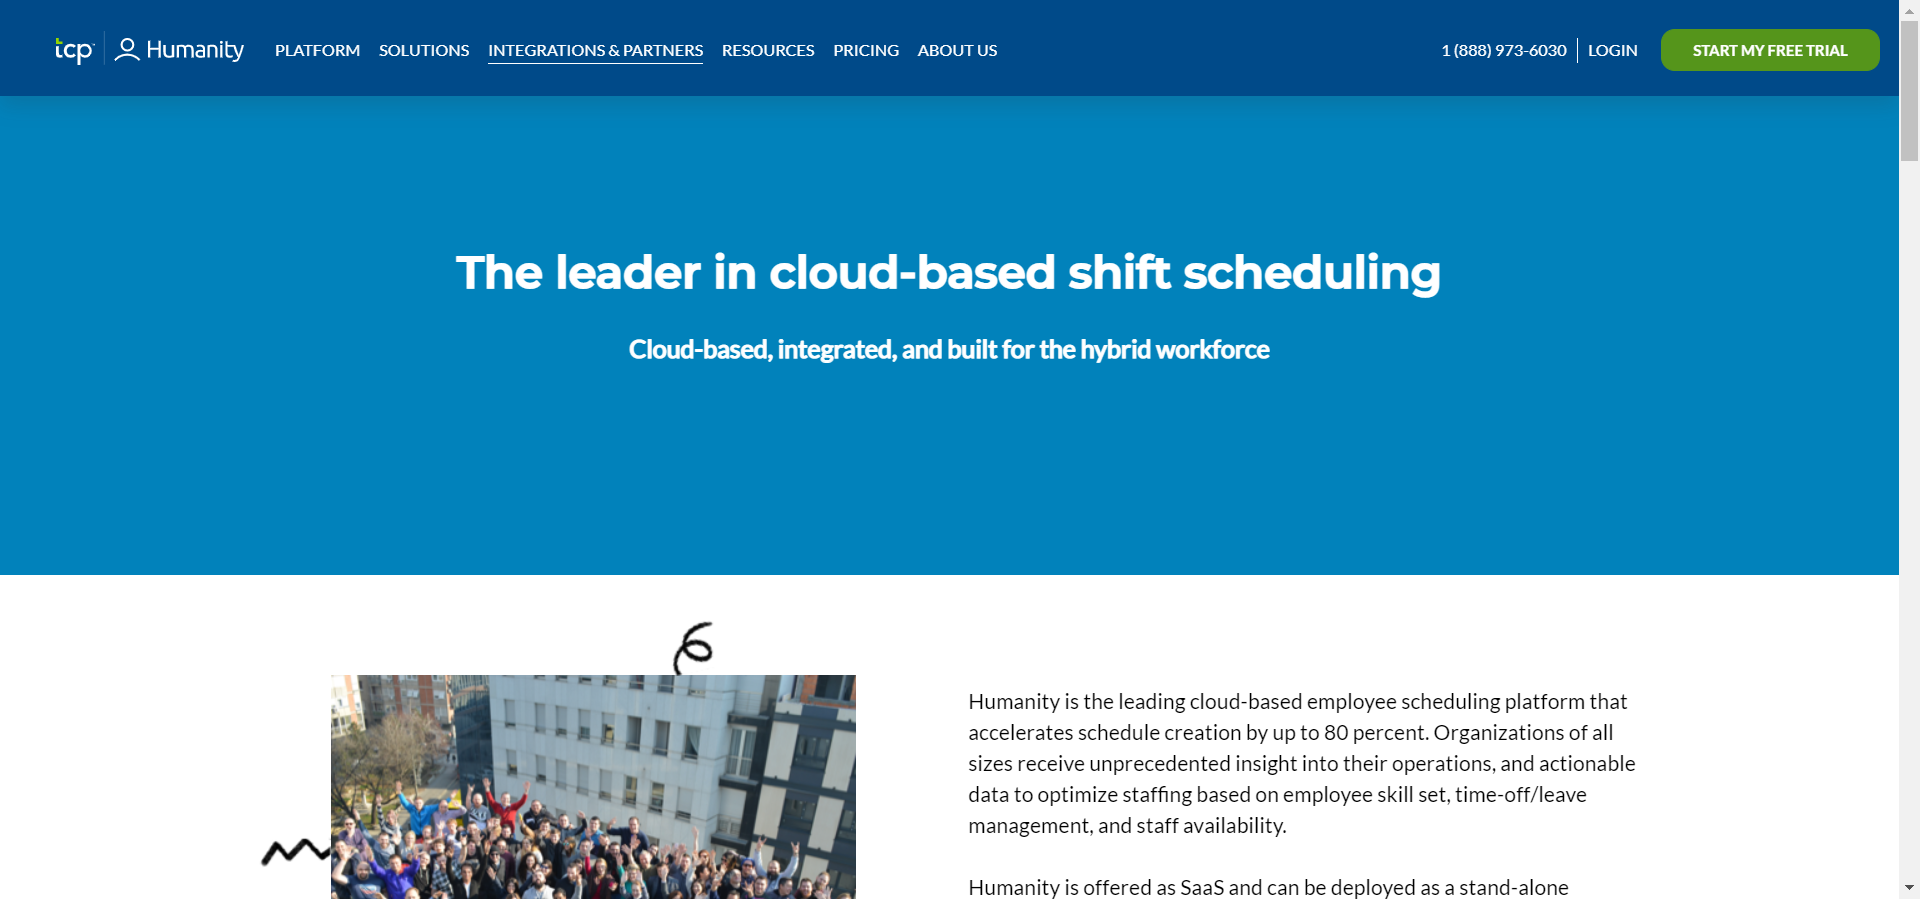 tcp Humanity PLATFORM SOLUTIONS INTEGRATIONS & PARTNERS RESOURCES PRICING ABOUT US 1 (888) 973-6030 LOGIN START MY FREE TRIAL
The leader in cloud-based shift scheduling
Cloud-based, integrated, and built for the hybrid workforce
Humanity is the leading cloud-based employee scheduling platform that
accelerates schedule creation by up to 80 percent. Organizations of all
sizes receive unprecedented insight into their operations, and actionable
data to optimize staffing based on employee skill set, time-off/leave
management, and staff availability.
Humanity is offered as SaaS and can be deployed as a stand-alone